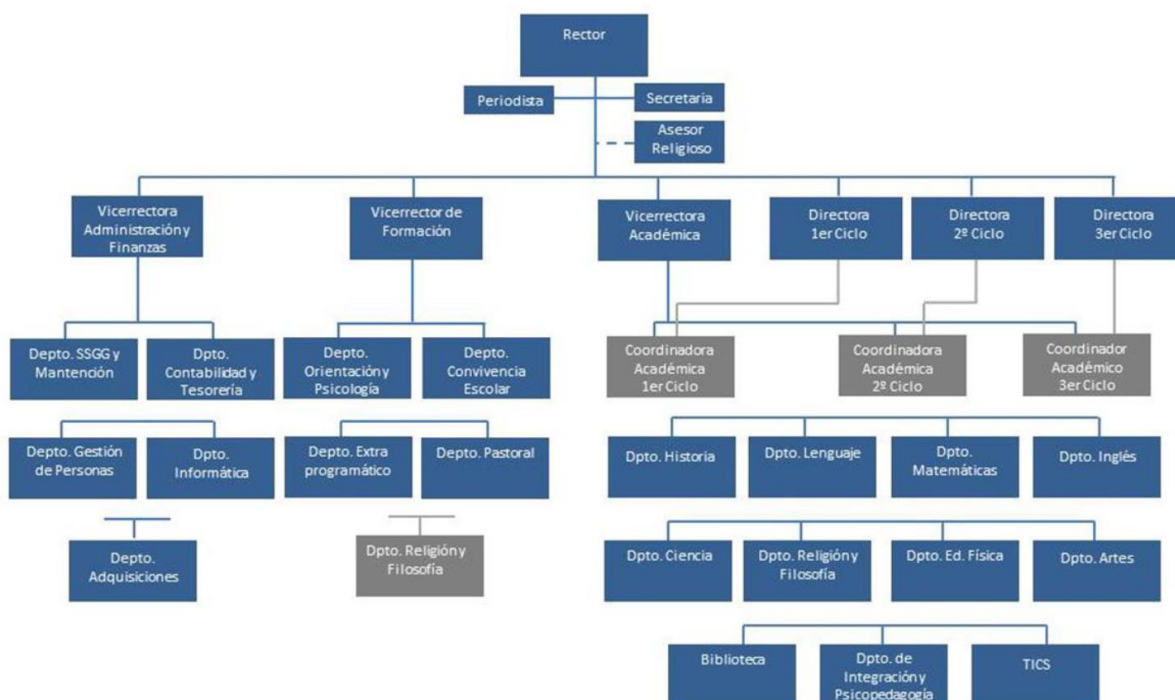 Rector
Periodista
Secretaria
Asesor
Religioso
Vicerrectora
Administración y
Finanzas
Vicerrector de
Formación
Vicerrectora
Académica
Directora
1er Ciclo
Directora
2º Ciclo
Directora
3er Ciclo
Depto. SSGG y
Mantención
Dpto.
Contabilidad y
Tesorería
Depto.
Orientación y
Psicología
Depto.
Convivencia
Escolar
Coordinadora
Académica
1er Ciclo
Coordinadora
Académica
2º Ciclo
Coordinador
Académico
3er Ciclo
Depto. Gestión
de Personas
Dpto.
Informática
Depto. Extra
programático
Depto. Pastoral
Dpto. Historia
Dpto. Lenguaje
Dpto.
Matemáticas
Dpto. Inglés
Depto.
Adquisiciones
Dpto. Religión y
Filosofía
Dpto. Ciencia
Dpto. Religión y
Filosofía
Dpto. Ed. Física
Dpto. Artes
Biblioteca
Dpto. de
Integración y
Psicopedagogía
TICS